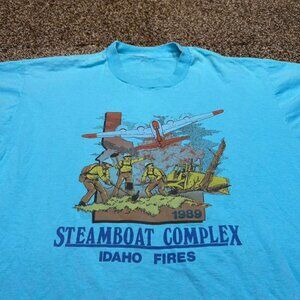 1989
STEAMBOAT COMPLEX
IDAHO FIRES